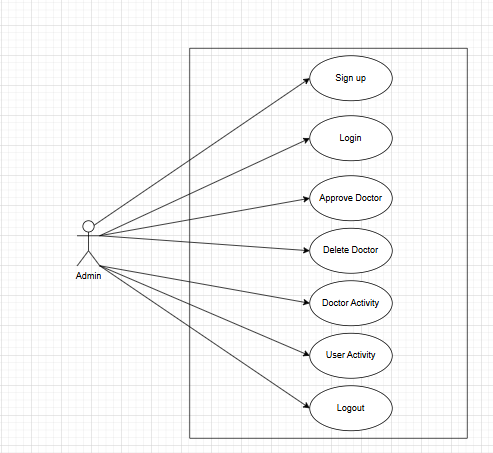 Sign up
Login
Approve Doctor
Delete Doctor
Admin
Doctor Activity
User Activity
Logout